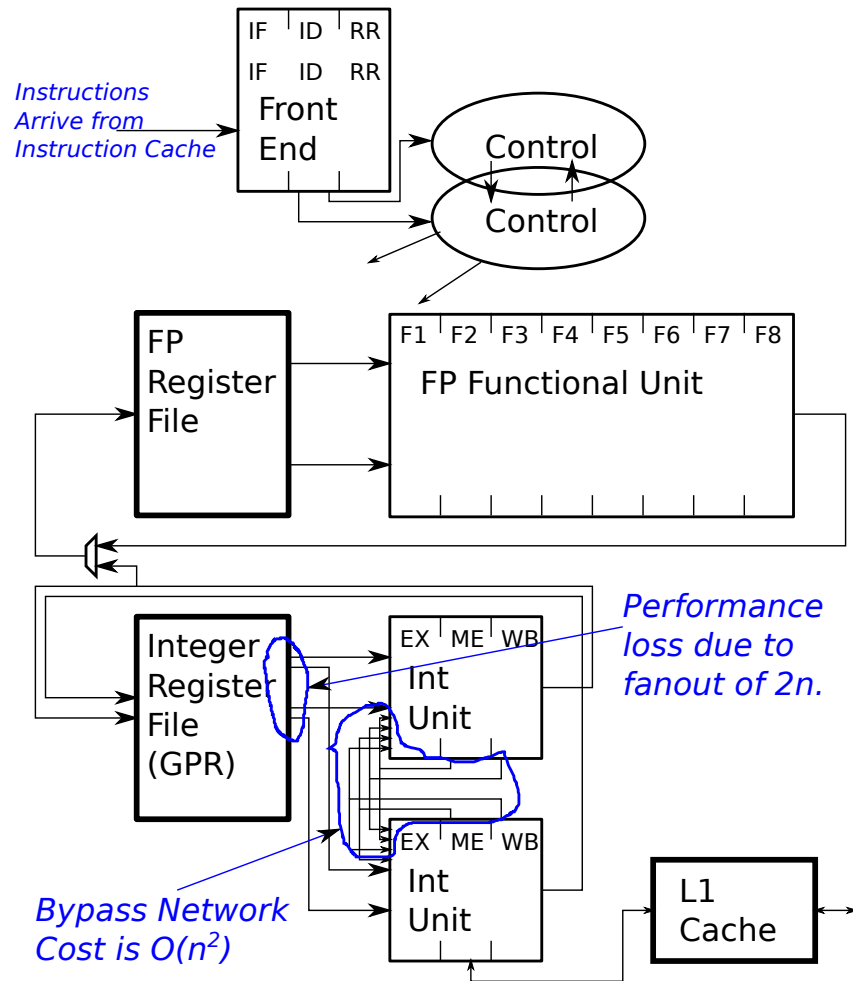 IF ID RR
IF ID RR
Front
End
Instructions
Arrive from
Instruction Cache
Control
Control
FP
Register
File
F1 F2 F3 F4 F5 F6 F7 F8
FP Functional Unit
Integer
Register
File
(GPR)
EX ME WB
Int
Unit
Performance
loss due to
fanout of 2n.
EX ME WB
Int
Unit
Bypass Network
Cost is O(n²)
L1
Cache